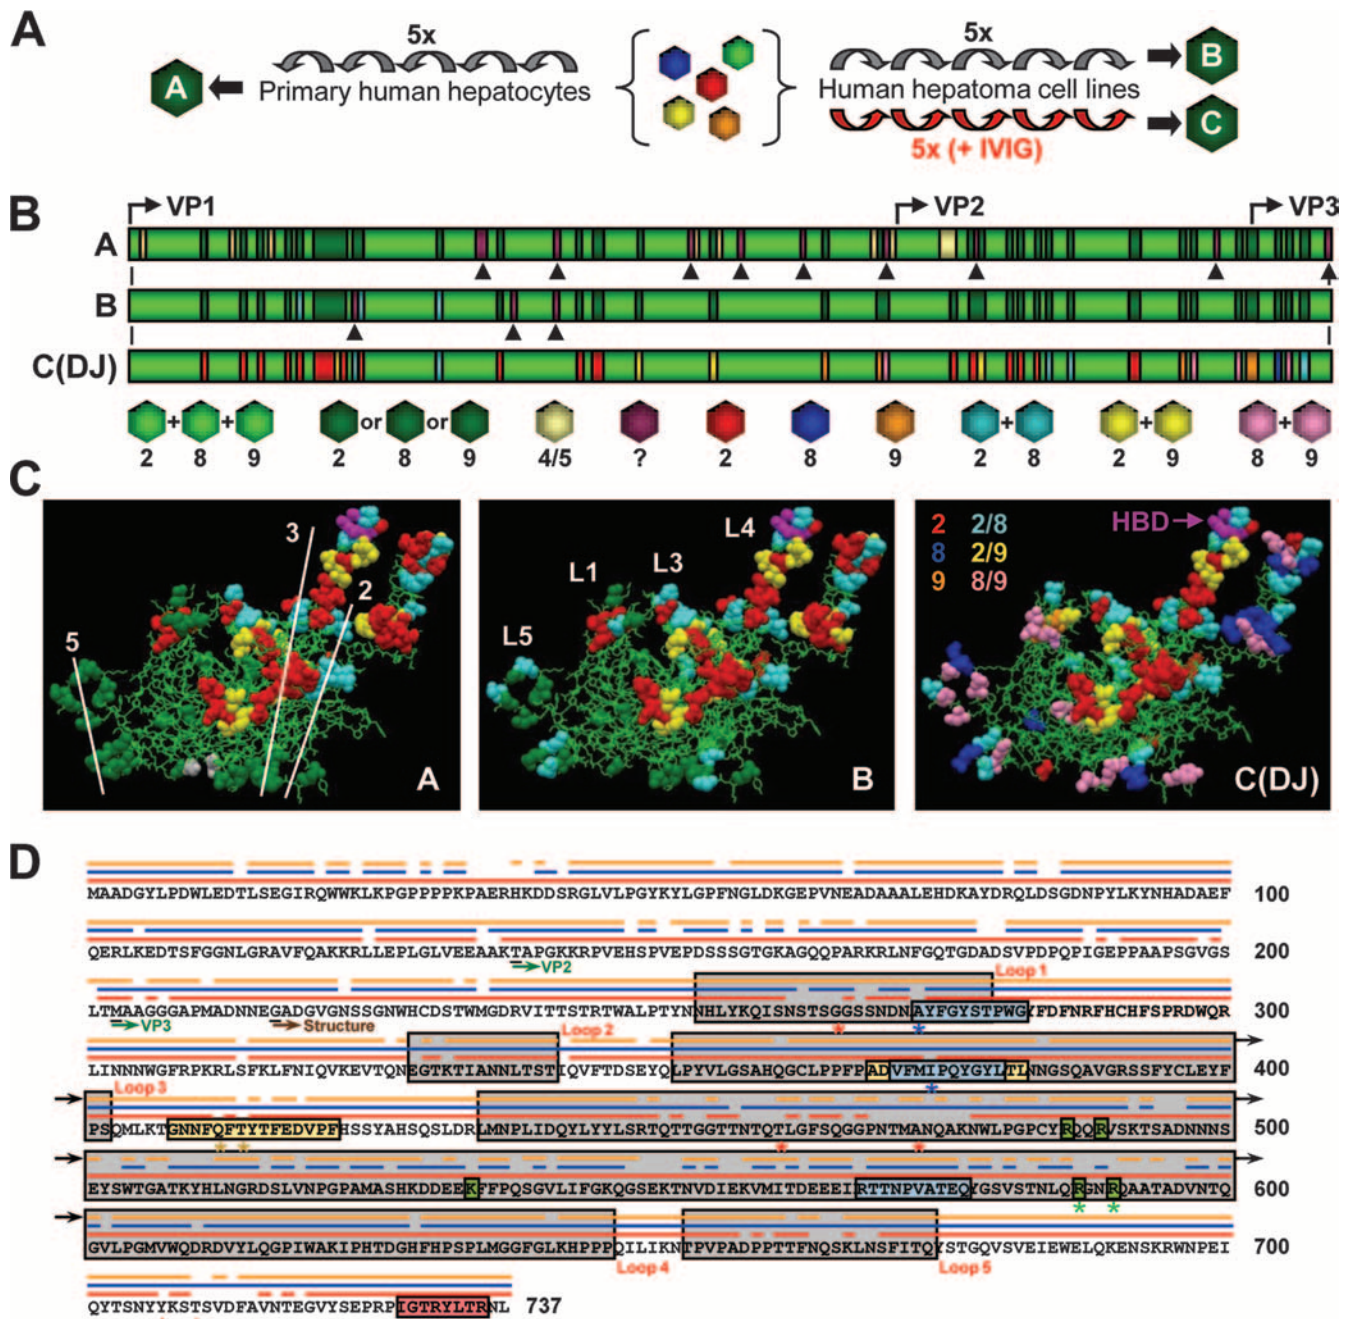 A
5x
5x
A
Primary human hepatocytes
Human hepatoma cell lines
B
C
5x (+ IVIG)
B
VP1
VP2
VP3
A
B
C(DJ)
+ + or or + + +
2 8 9 2 8 9 4/5 ? 2 8 9 2 8 2 9 8 9
C
3
2
5
A
L4
L1
L3
L5
B
2 2/8
8 2/9
9 8/9
HBD
C(DJ)
D
MAADGYLPDWLEDTLSEGIRQWWKLKPGPPPPKPAERHKDDSRGLVLPGYKYLGPFNGLDKGEPVNEADAAALEHDKAYDRQLDSGDNPYLKYNHADAEF 100
QERLKEDTSFGGNLGRAVFQAKKRLLEPLGLVEEAAKTAPGKKRPVEHSPVEPDSSSGTGKAGQQPARKRLNFGQTGDADSVPDPQPIGEPPAAPSGVGS 200
VP2
Loop 1
LTMAAGGGAPMADNNEGADGVGNSSGNWHCDSTWMGDRVITTSTRTWALPTYNNHLYKQISNSTSGGSSNDNAYFGYSTPWGYFDFNRFHCHFSPRDWQR 300
VP3
Structure
Loop 2
* *
LINNNWGFRPKRLSFKLFNIQVKEVTQNEGTKTIANNLTSTIQVFTDSEYQLPYVLGSAHQGCLPPFPADVFMIPQYGYLTLNNGSQAVGRSSFYCLEYF 400
Loop 3
*
PSQMLKTGNNFQFTYTFEDVPFHSSYAHSQSLDRLMNPLIDQYLYYLSRTQTTGGTTNTQTLGFSQGGPNTMANQAKNWLPGPCYRQQRVSKTSADNNNS 500
* * * *
EYSWTGATKYHLNGRDSLVNPGPAMASHKDDEEKFFPQSGVLIFGKQGSEKTNVDIEKVMITDEEEIRTTNPVATEQYGSVSTNLQRGNRQAATADVNTQ 600
* *
GVLPGMVWQDRDVYLQGPIWAKIPHTDGHFHPSPLMGGFGLKHPPPQILIKNTPVPADPPTTFNQSKLNSFITQYSTGQVSVEIEWELQKENSKRWNPEI 700
Loop 4
Loop 5
QYTSNYYKSTSVDFAVNTEGVYSEPRPIGTRYLTRNL 737